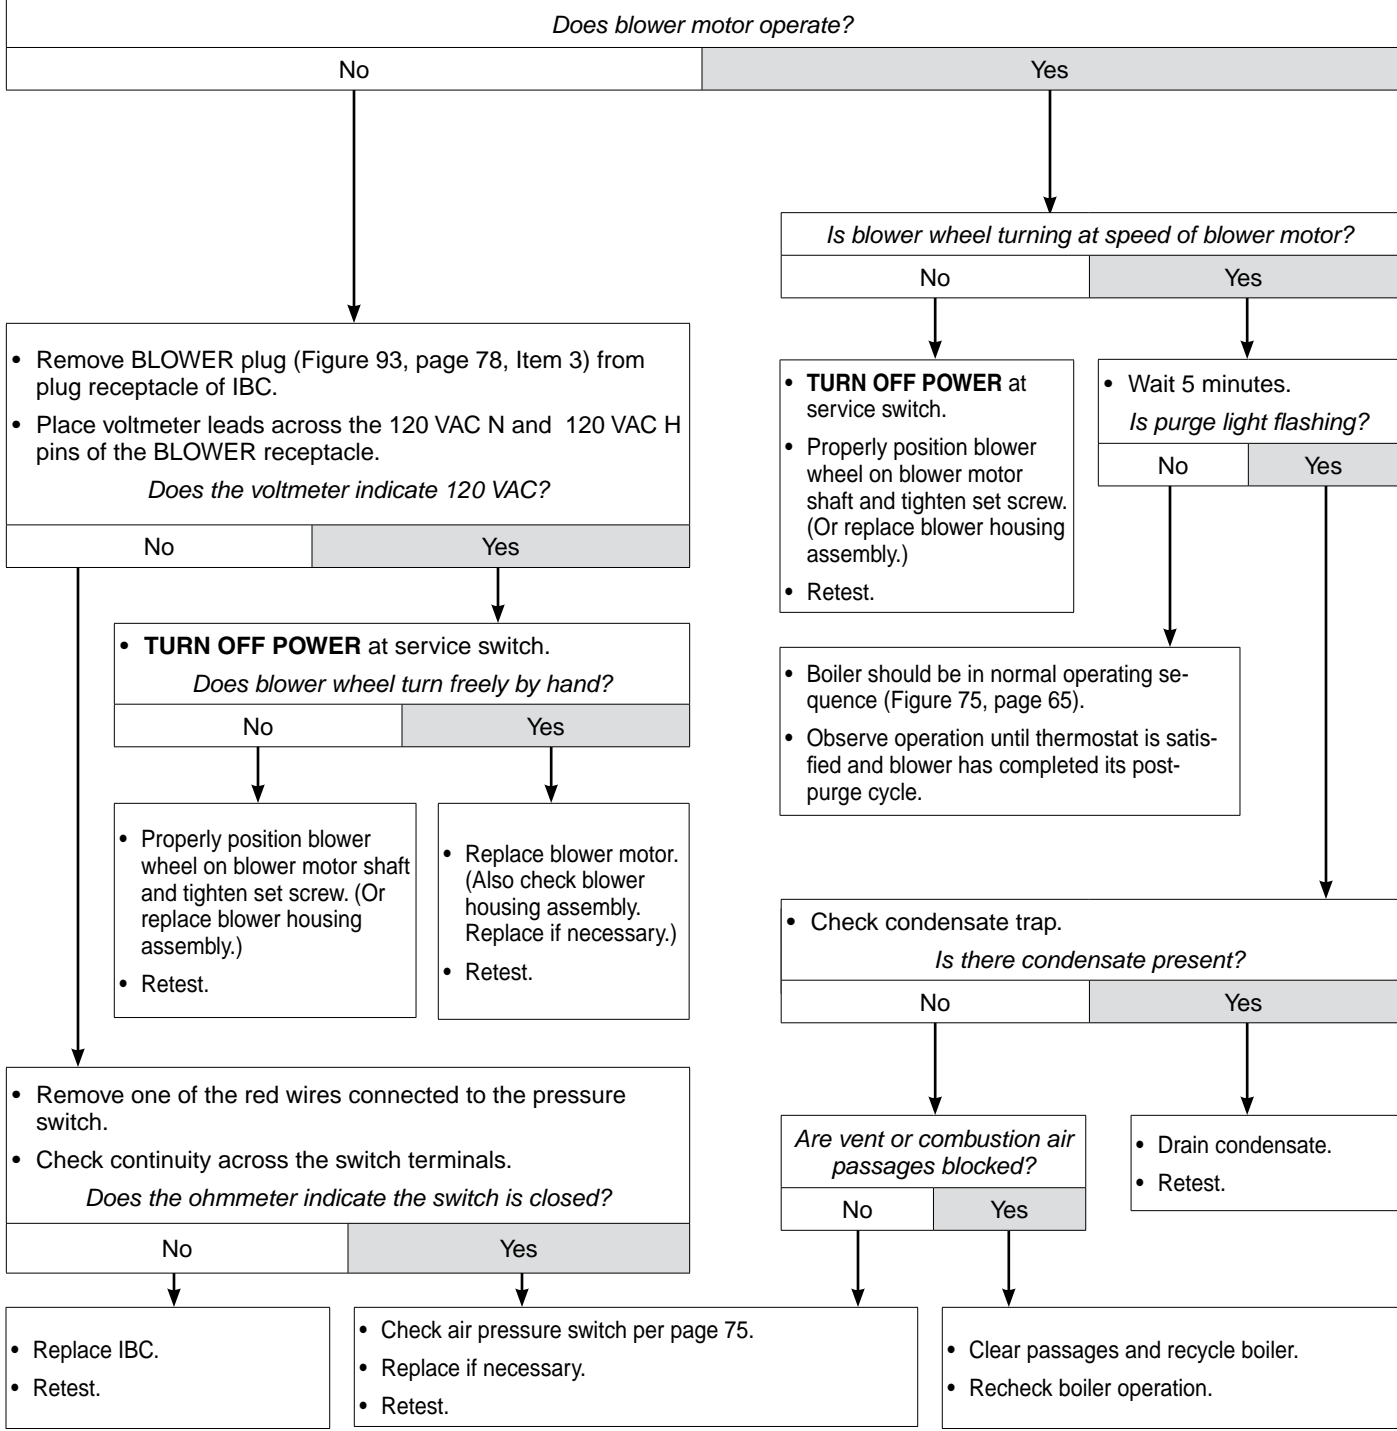 Does blower motor operate?
No
Yes
Is blower wheel turning at speed of blower motor?
No
Yes
• Remove BLOWER plug (Figure 93, page 78, Item 3) from
plug receptacle of IBC.
• Place voltmeter leads across the 120 VAC N and 120 VAC H
pins of the BLOWER receptacle.
Does the voltmeter indicate 120 VAC?
No
Yes
• TURN OFF POWER at
service switch.
• Properly position blower
wheel on blower motor
shaft and tighten set screw.
(Or replace blower housing
assembly.)
• Retest.
• Wait 5 minutes.
Is purge light flashing?
No
Yes
• TURN OFF POWER at service switch.
Does blower wheel turn freely by hand?
No
Yes
• Boiler should be in normal operating se-
quence (Figure 75, page 65).
• Observe operation until thermostat is satis-
fied and blower has completed its post-
purge cycle.
• Properly position blower
wheel on blower motor shaft
and tighten set screw. (Or
replace blower housing
assembly.)
• Retest.
• Replace blower motor.
(Also check blower
housing assembly.
Replace if necessary.)
• Retest.
• Check condensate trap.
Is there condensate present?
No
Yes
• Remove one of the red wires connected to the pressure
switch.
• Check continuity across the switch terminals.
Does the ohmmeter indicate the switch is closed?
No
Yes
Are vent or combustion air
passages blocked?
No
Yes
• Drain condensate.
• Retest.
• Replace IBC.
• Retest.
• Check air pressure switch per page 75.
• Replace if necessary.
• Retest.
• Clear passages and recycle boiler.
• Recheck boiler operation.